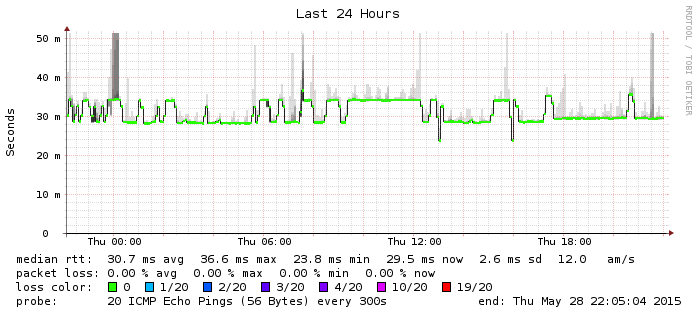 Last 24 Hours
RRDTOOL / TOBI OETIKER
Seconds
50 m
40 m
30 m
20 m
10 m
0
Thu 00:00 Thu 06:00 Thu 12:00 Thu 18:00
median rtt: 30.7 ms avg 36.6 ms max 23.8 ms min 29.5 ms now 2.6 ms sd 12.0 am/s
packet loss: 0.00 % avg 0.00 % max 0.00 % min 0.00 % now
loss color: 0 1/20 2/20 3/20 4/20 10/20 19/20
probe: 20 ICMP Echo Pings (56 Bytes) every 300s end: Thu May 28 22:05:04 2015